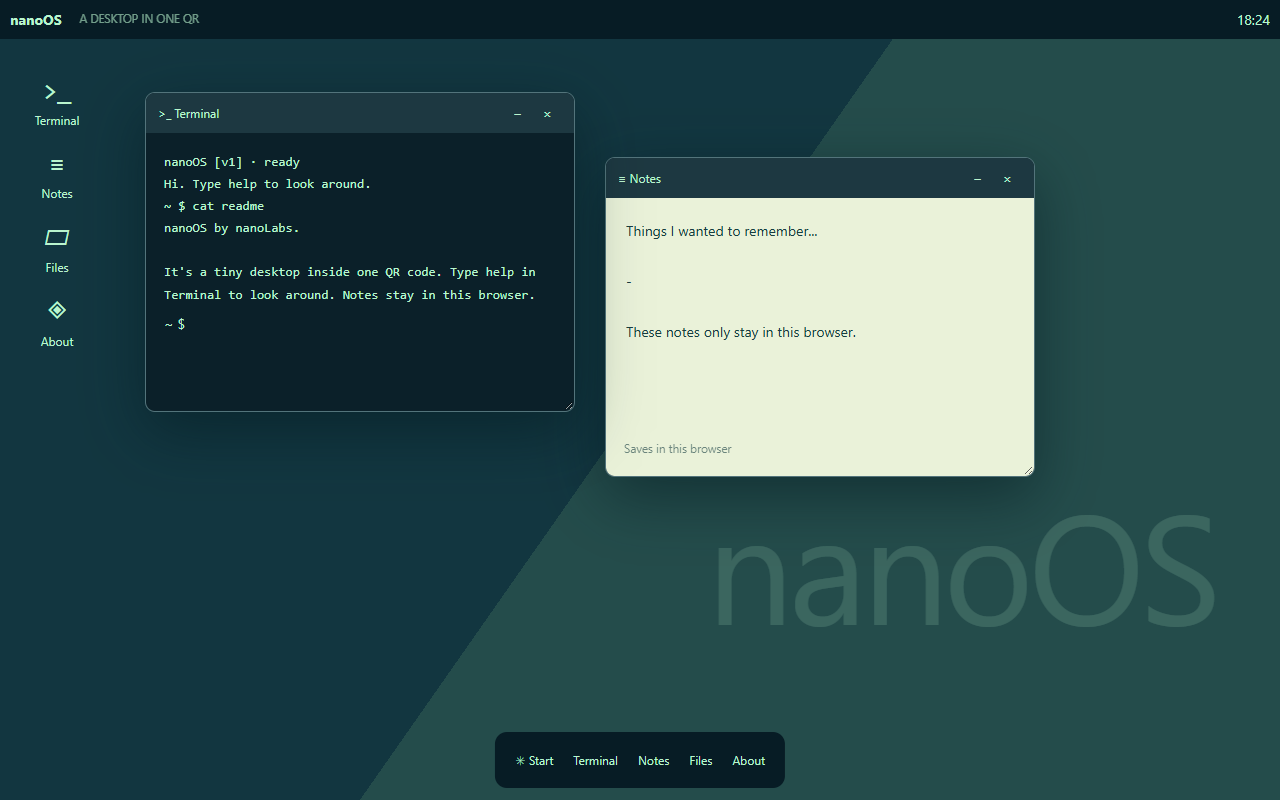 nanoOS A DESKTOP IN ONE QR 18:24
>_
Terminal
≡
Notes
Files
◈
About
>_ Terminal – ×
nanoOS [v1] · ready
Hi. Type help to look around.
~ $ cat readme
nanoOS by nanoLabs.
It's a tiny desktop inside one QR code. Type help in
Terminal to look around. Notes stay in this browser.
~ $
≡ Notes – ×
Things I wanted to remember...
-
These notes only stay in this browser.
Saves in this browser
nanoOS
✳ Start Terminal Notes Files About